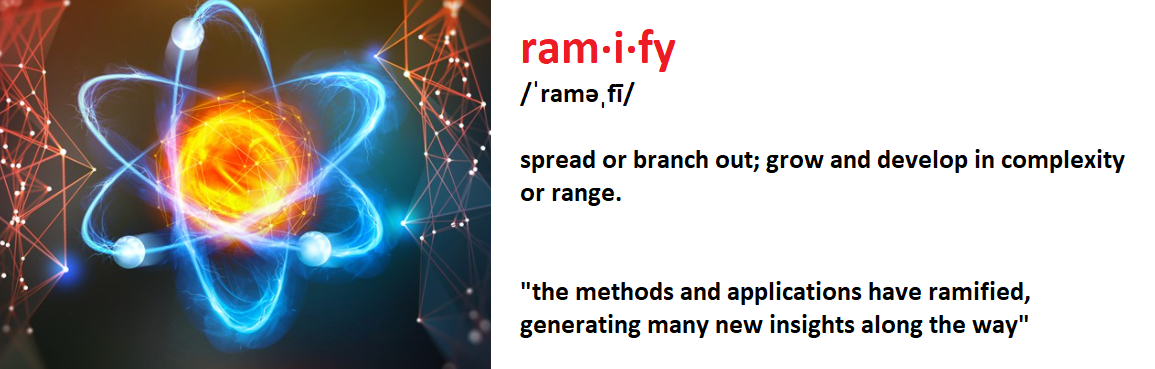 ram·i·fy
/ˈraməˌfī/
spread or branch out; grow and develop in complexity
or range.
"the methods and applications have ramified,
generating many new insights along the way"